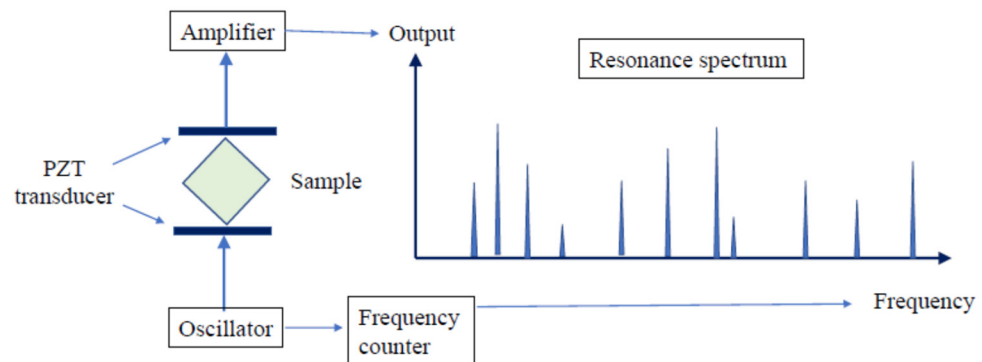 Amplifier
Output
Resonance spectrum
PZT
transducer
Sample
Oscillator
Frequency
counter
Frequency